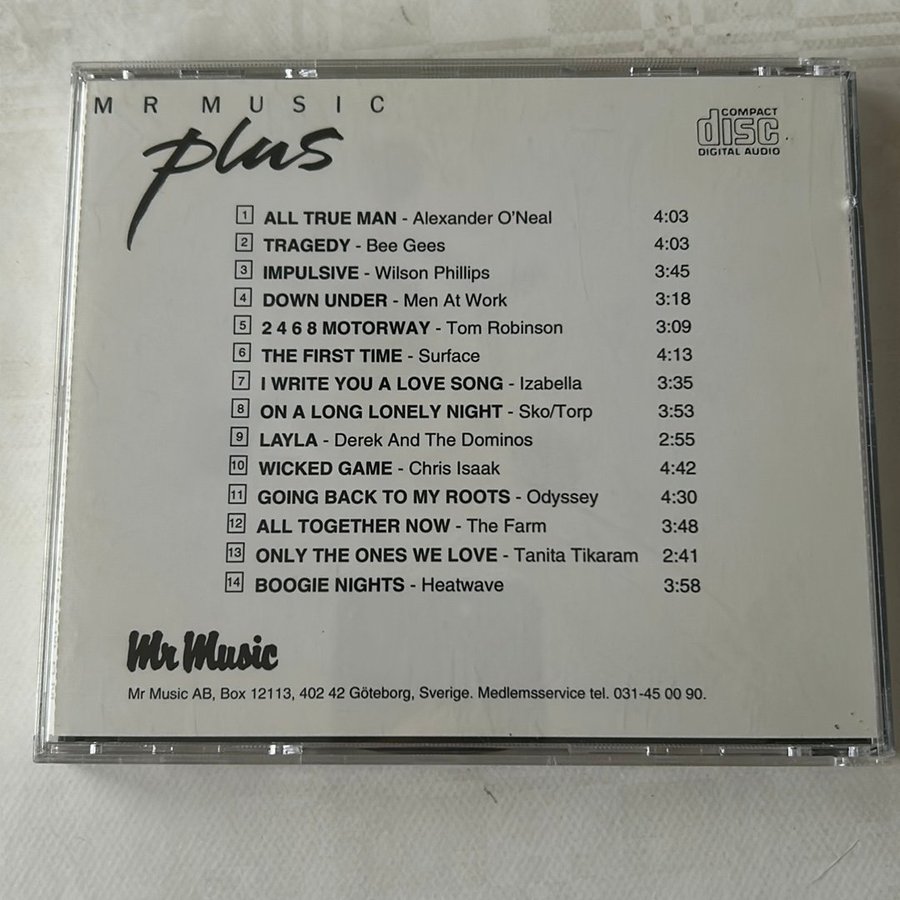 MR MUSIC
plus
COMPACT
disc
DIGITAL AUDIO
1 ALL TRUE MAN - Alexander O'Neal 4:03
2 TRAGEDY - Bee Gees 4:03
3 IMPULSIVE - Wilson Phillips 3:45
4 DOWN UNDER - Men At Work 3:18
5 2 4 6 8 MOTORWAY - Tom Robinson 3:09
6 THE FIRST TIME - Surface 4:13
7 I WRITE YOU A LOVE SONG - Izabella 3:35
8 ON A LONG LONELY NIGHT - Sko/Torp 3:53
9 LAYLA - Derek And The Dominos 2:55
10 WICKED GAME - Chris Isaak 4:42
11 GOING BACK TO MY ROOTS - Odyssey 4:30
12 ALL TOGETHER NOW - The Farm 3:48
13 ONLY THE ONES WE LOVE - Tanita Tikaram 2:41
14 BOOGIE NIGHTS - Heatwave 3:58
Mr Music
Mr Music AB, Box 12113, 402 42 Göteborg, Sverige. Medlemsservice tel. 031-45 00 90.